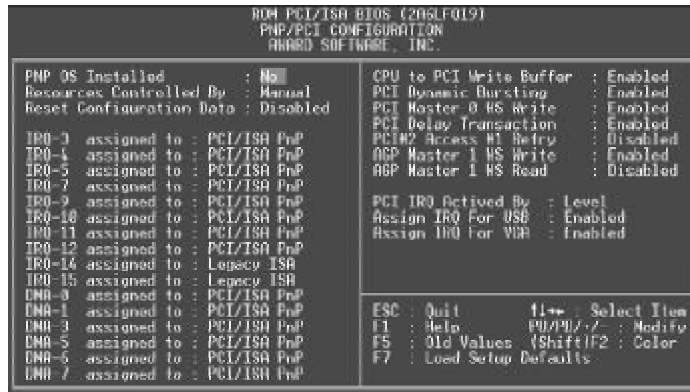 ROM PCI/ISA BIOS (2A6LF019)
PNP/PCI CONFIGURATION
AWARD SOFTWARE, INC.
PNP OS Installed : No
Resources Controlled By : Manual
Reset Configuration Data : Disabled
IRQ-3 assigned to : PCI/ISA PnP
IRQ-4 assigned to : PCI/ISA PnP
IRQ-5 assigned to : PCI/ISA PnP
IRQ-7 assigned to : PCI/ISA PnP
IRQ-9 assigned to : PCI/ISA PnP
IRQ-10 assigned to : PCI/ISA PnP
IRQ-11 assigned to : PCI/ISA PnP
IRQ-12 assigned to : PCI/ISA PnP
IRQ-14 assigned to : Legacy ISA
IRQ-15 assigned to : Legacy ISA
DMA-0 assigned to : PCI/ISA PnP
DMA-1 assigned to : PCI/ISA PnP
DMA-3 assigned to : PCI/ISA PnP
DMA-5 assigned to : PCI/ISA PnP
DMA-6 assigned to : PCI/ISA PnP
DMA-7 assigned to : PCI/ISA PnP
CPU to PCI Write Buffer : Enabled
PCI Dynamic Bursting : Enabled
PCI Master 0 WS Write : Enabled
PCI Delay Transaction : Enabled
PCI#2 Access #1 Retry : Disabled
AGP Master 1 WS Write : Enabled
AGP Master 1 WS Read : Disabled
PCI IRQ Actived By : Level
Assign IRQ For USB : Enabled
Assign IRQ For VGA : Enabled
ESC : Quit ↑↓→← : Select Item
F1 : Help PU/PD/+/- : Modify
F5 : Old Values (Shift)F2 : Color
F7 : Load Setup Defaults